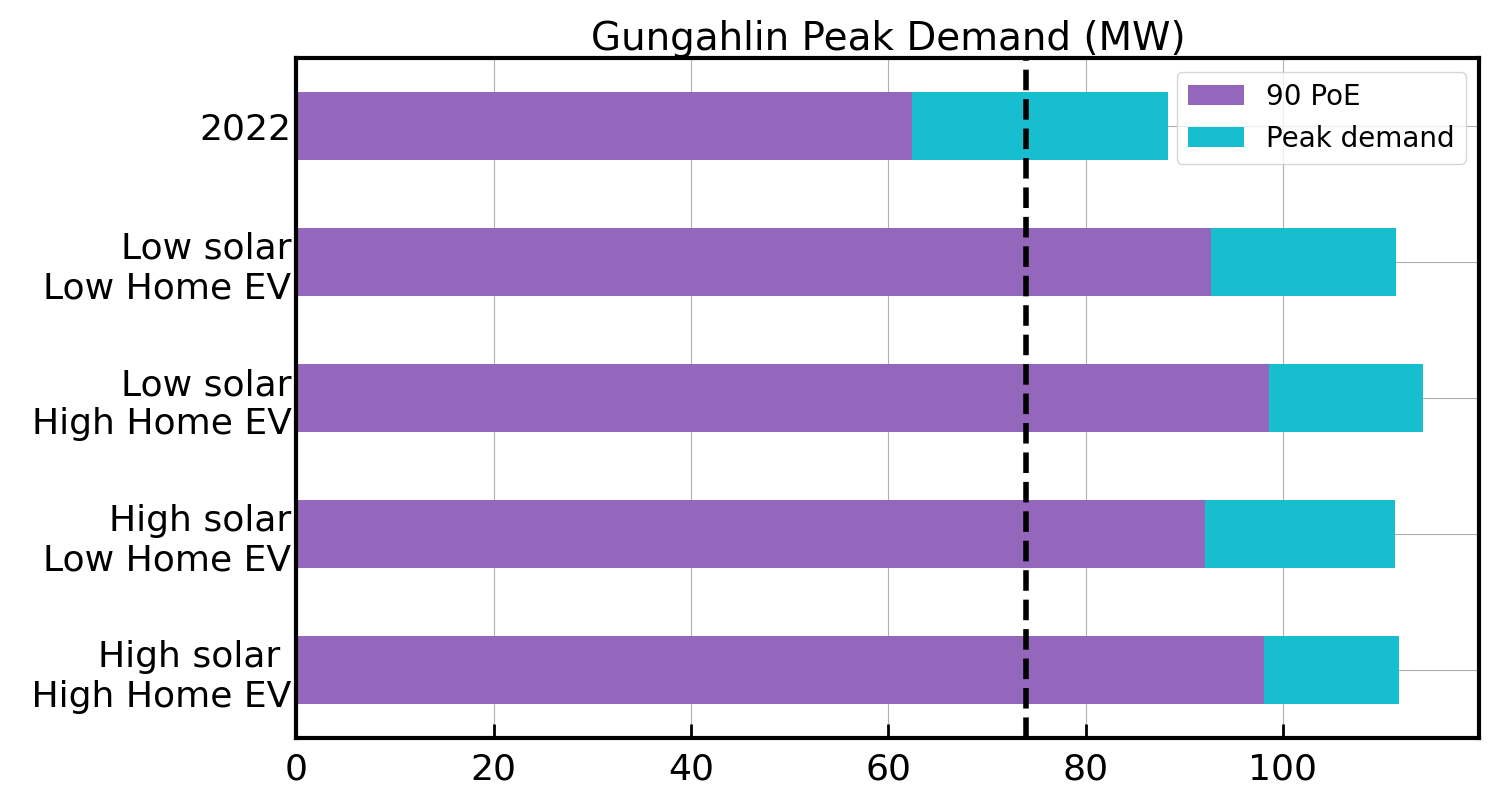 Gungahlin Peak Demand (MW)
90 PoE
Peak demand
2022
Low solar
Low Home EV
Low solar
High Home EV
High solar
Low Home EV
High solar
High Home EV
0 20 40 60 80 100